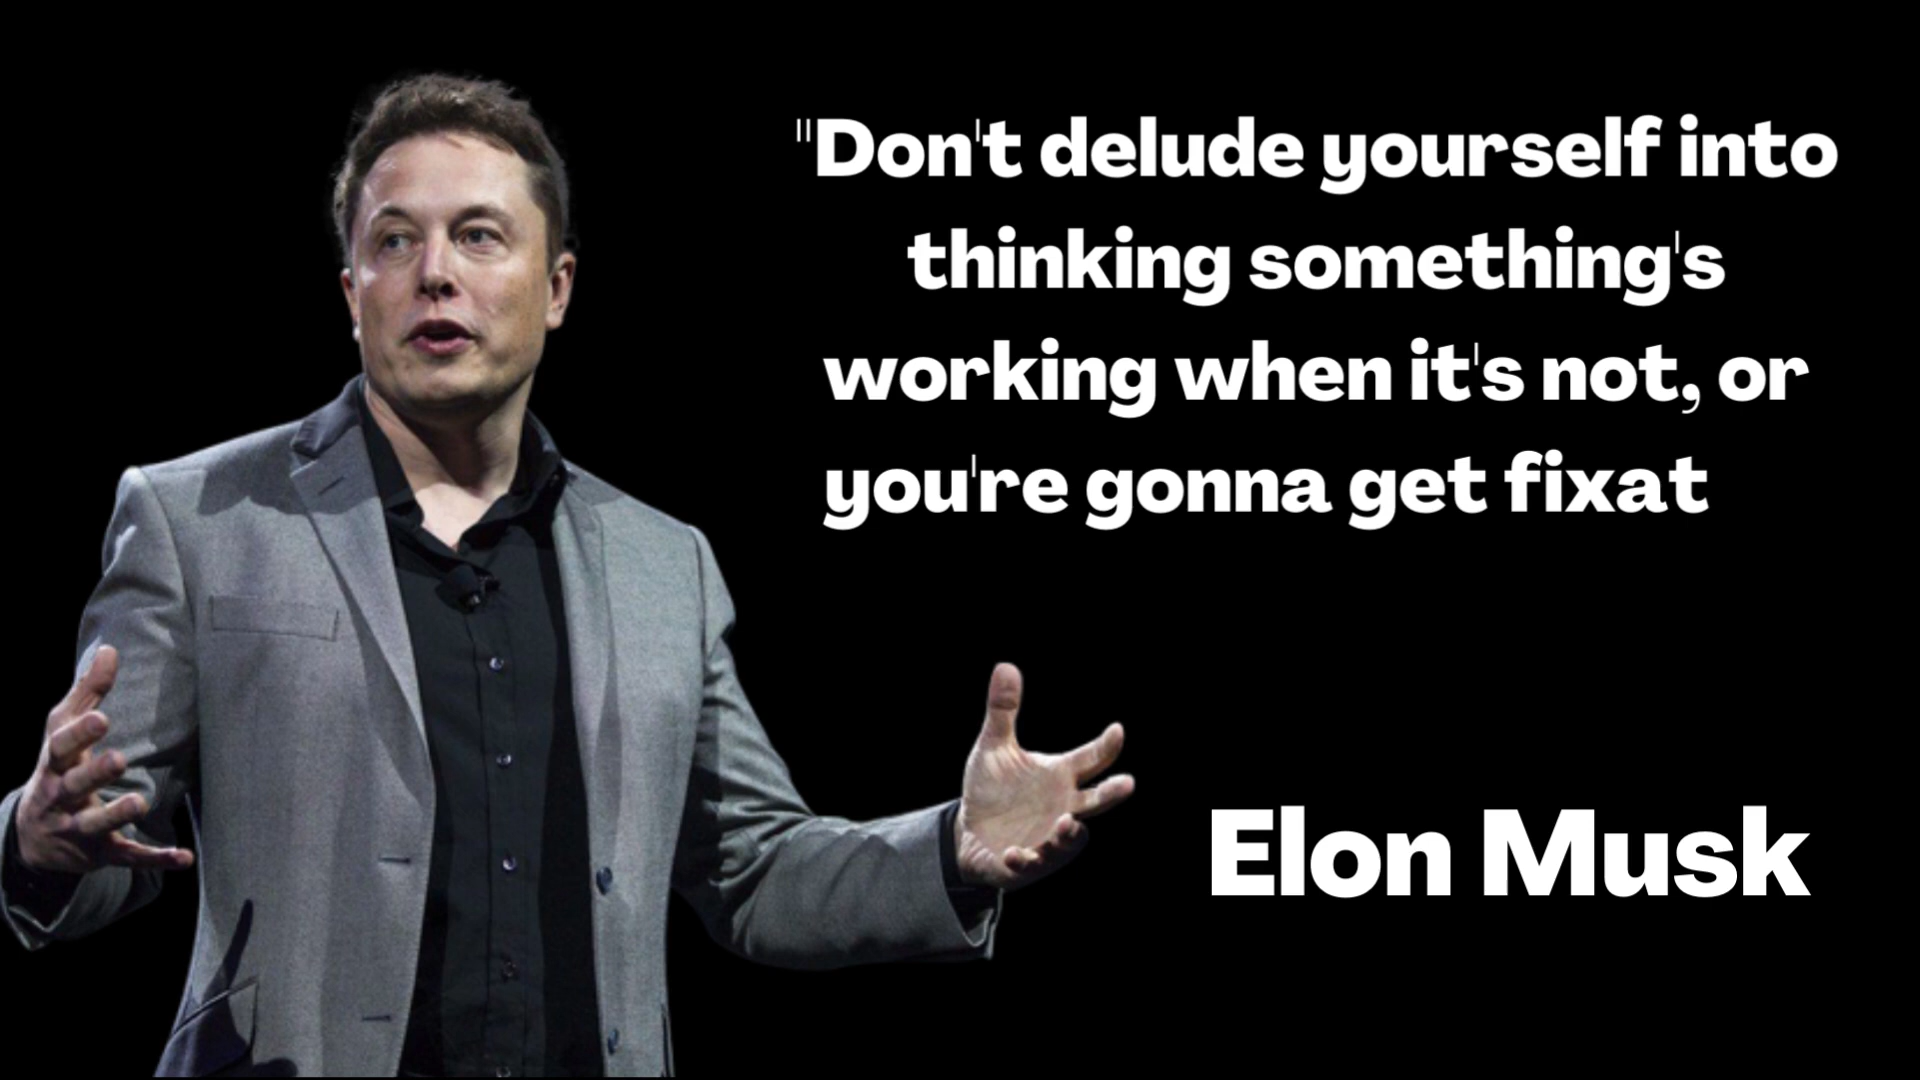 "Don't delude yourself into
thinking something's
working when it's not, or
you're gonna get fixat
Elon Musk